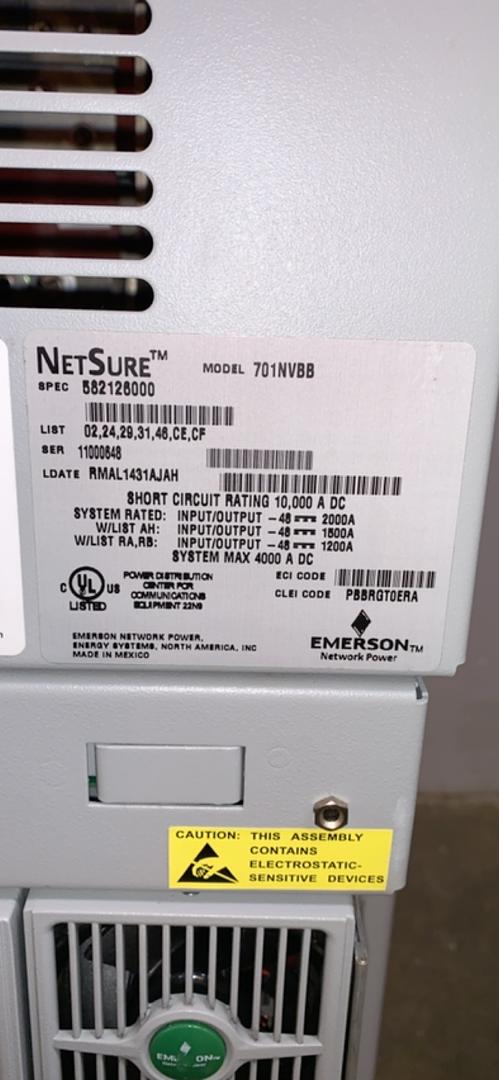 NETSURE™ MODEL 701NVBB
SPEC 582126000
LIST 02,24,29,31,46,CE,CF
SER 11000648
LDATE RMAL1431AJAH
SHORT CIRCUIT RATING 10,000 A DC
SYSTEM RATED: INPUT/OUTPUT -48 2000A
W/LIST AH: INPUT/OUTPUT -48 1600A
W/LIST RA,RB: INPUT/OUTPUT -48 1200A
SYSTEM MAX 4000 A DC
C UL US
LISTED
POWER DISTRIBUTION
CENTER FOR
COMMUNICATIONS
EQUIPMENT 22N9
ECI CODE
CLEI CODE PBBRGT0ERA
EMERSON NETWORK POWER,
ENERGY SYSTEMS, NORTH AMERICA, INC
MADE IN MEXICO
EMERSON™
Network Power
CAUTION: THIS ASSEMBLY
CONTAINS
ELECTROSTATIC-
SENSITIVE DEVICES